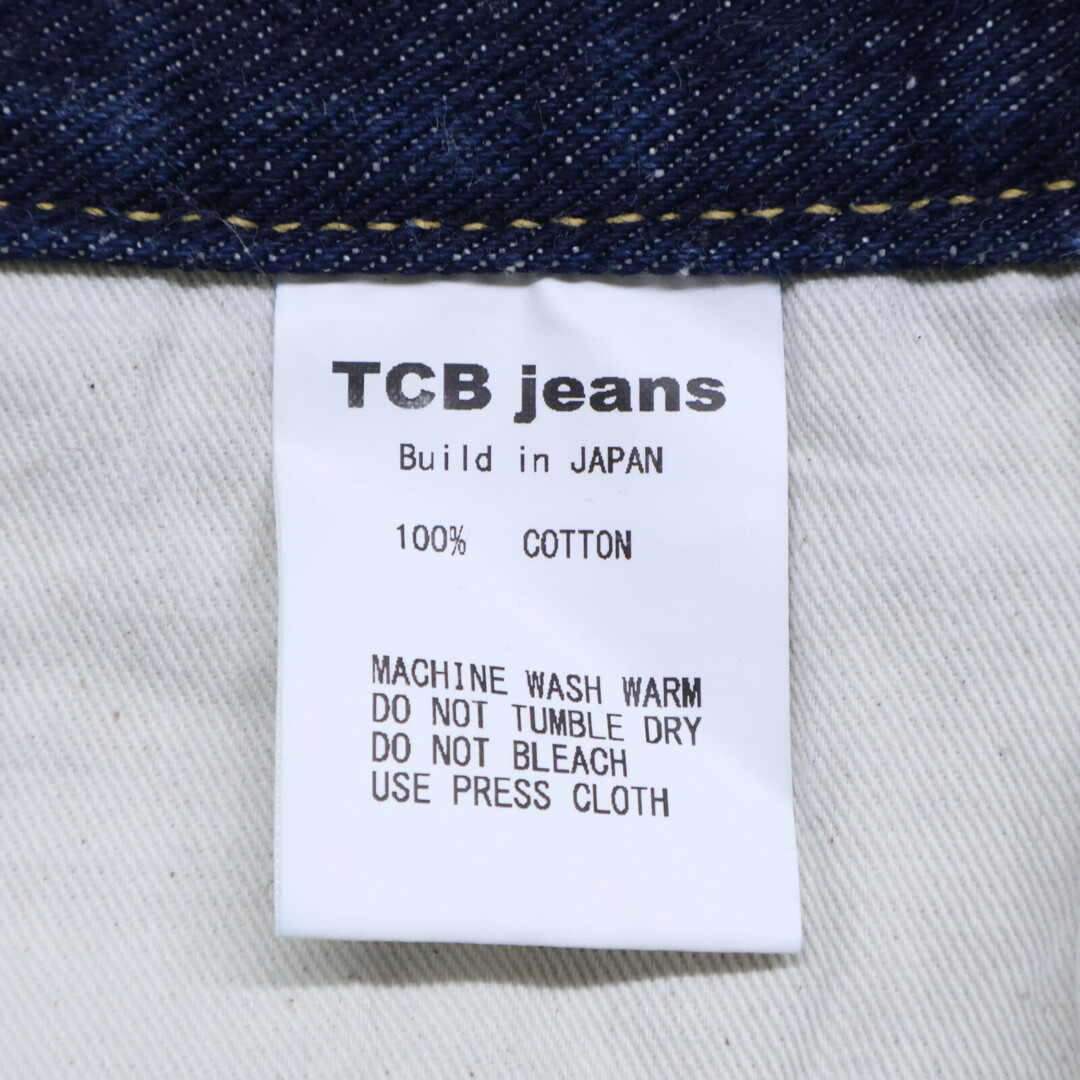 TCB jeans
Build in JAPAN
100% COTTON
MACHINE WASH WARM
DO NOT TUMBLE DRY
DO NOT BLEACH
USE PRESS CLOTH